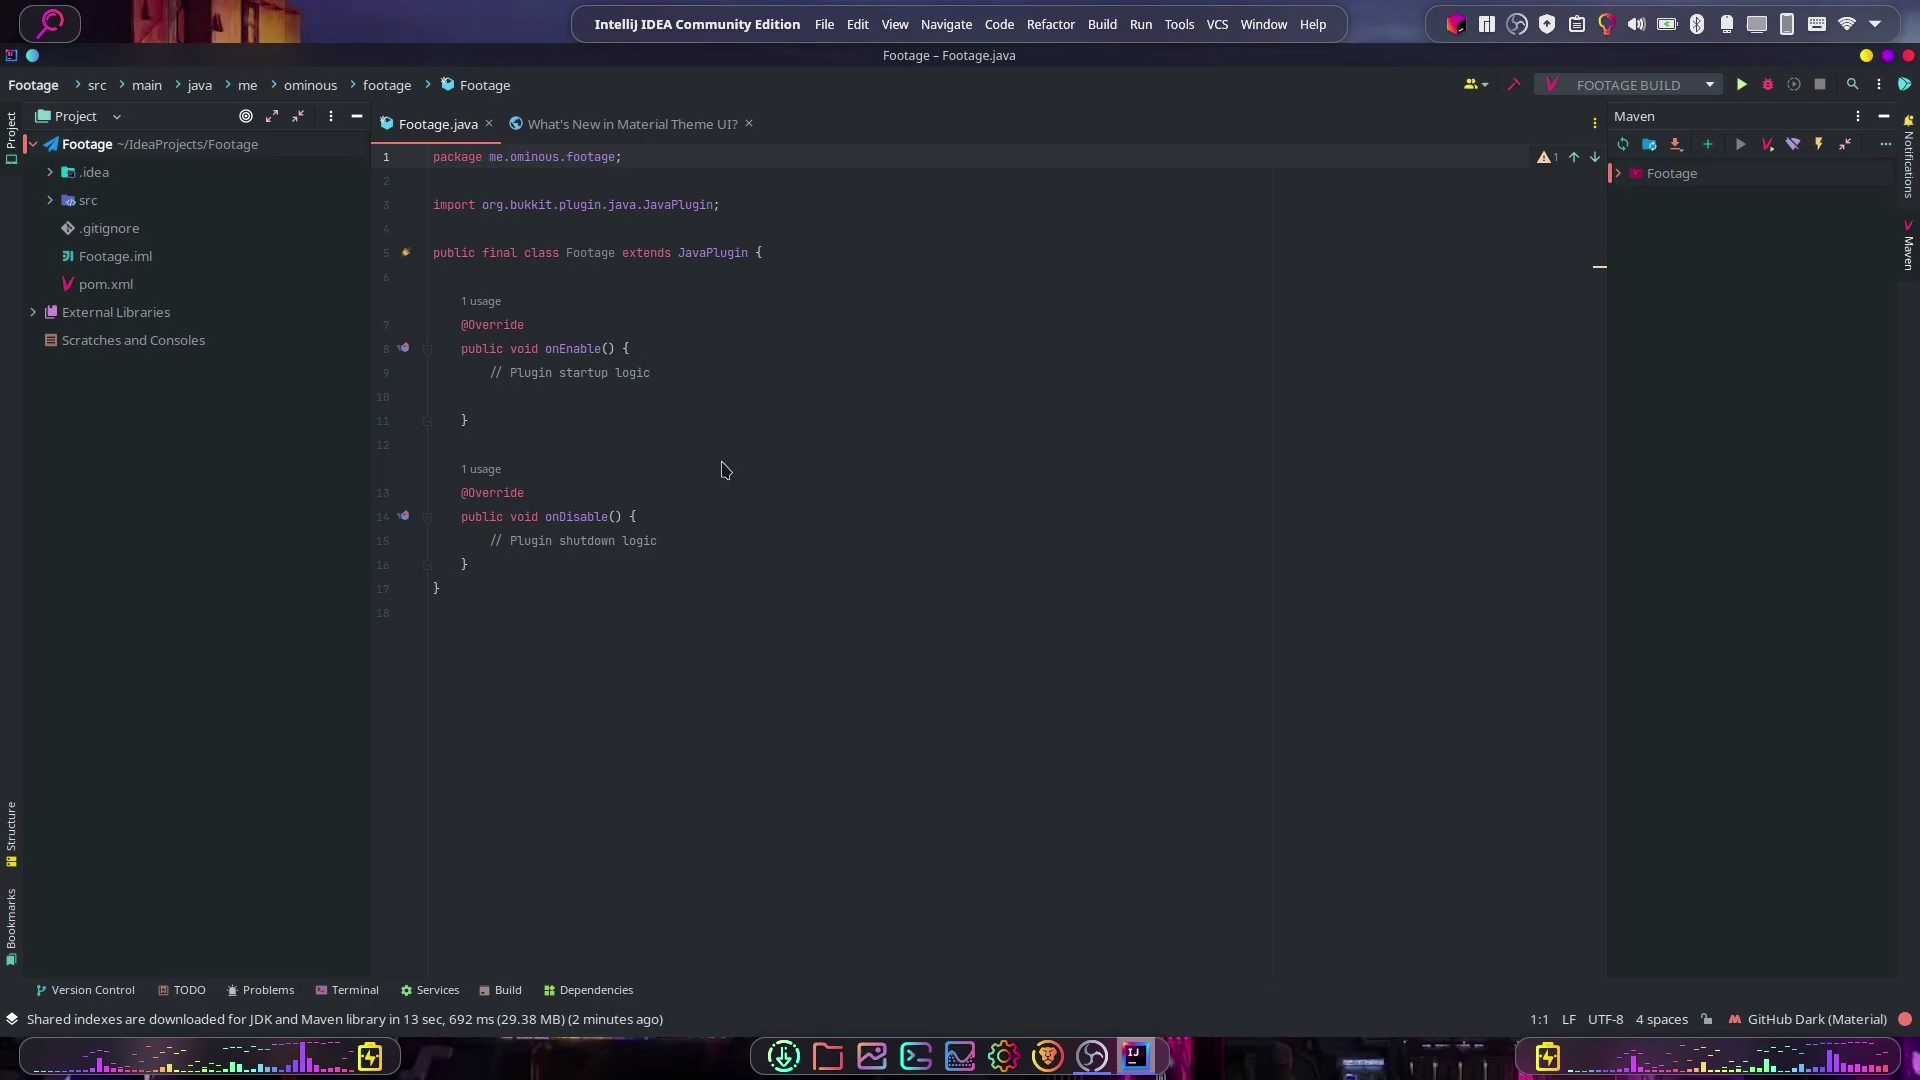 IntelliJ IDEA Community Edition File Edit View Navigate Code Refactor Build Run Tools VCS Window Help
Footage – Footage.java
Footage src main java me ominous footage Footage
FOOTAGE BUILD
Project
Project
Footage ~/IdeaProjects/Footage
.idea
src
.gitignore
Footage.iml
pom.xml
External Libraries
Scratches and Consoles
Structure
Bookmarks
Footage.java What's New in Material Theme UI?
1 package me.ominous.footage;
2
3 import org.bukkit.plugin.java.JavaPlugin;
4
5 public final class Footage extends JavaPlugin {
6
1 usage
7 @Override
8 public void onEnable() {
9 // Plugin startup logic
10
11 }
12
1 usage
13 @Override
14 public void onDisable() {
15 // Plugin shutdown logic
16 }
17 }
18
1
Maven
Footage
Notifications
Maven
Version Control TODO Problems Terminal Services Build Dependencies
Shared indexes are downloaded for JDK and Maven library in 13 sec, 692 ms (29.38 MB) (2 minutes ago)
1:1 LF UTF-8 4 spaces GitHub Dark (Material)
IJ